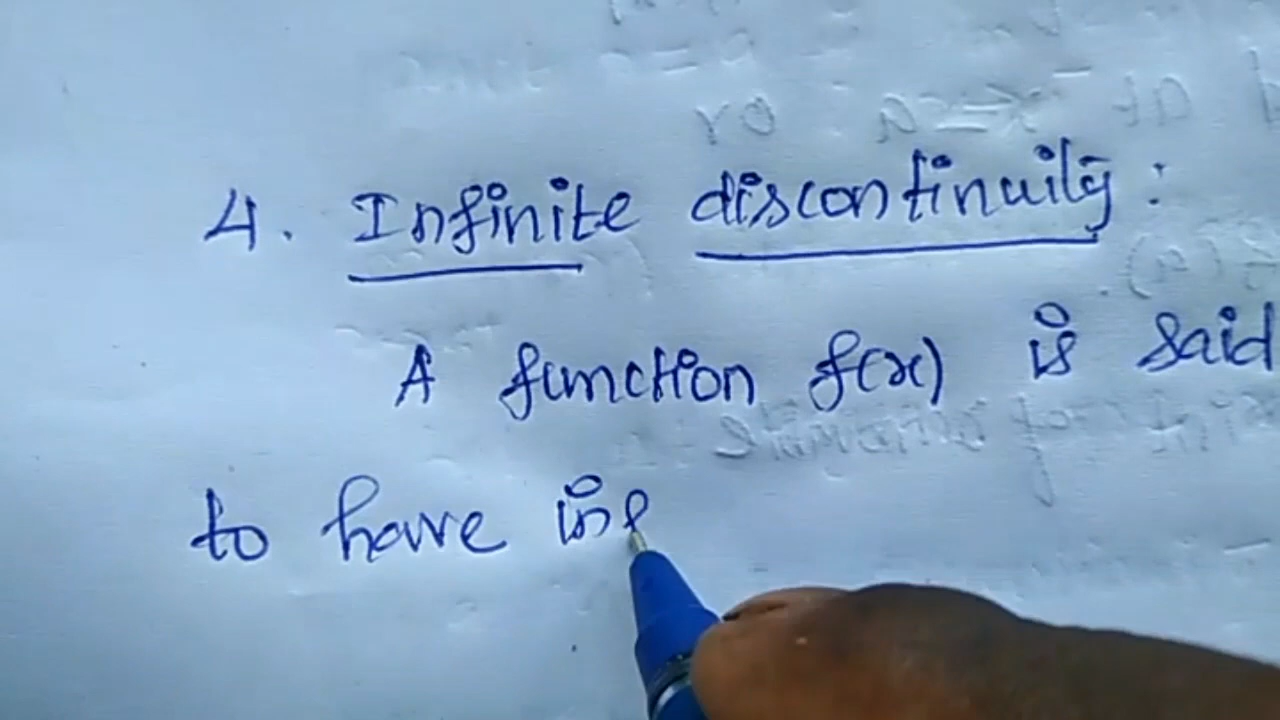 4. Infinite discontinuity:
A function f(x) is said
to have inf